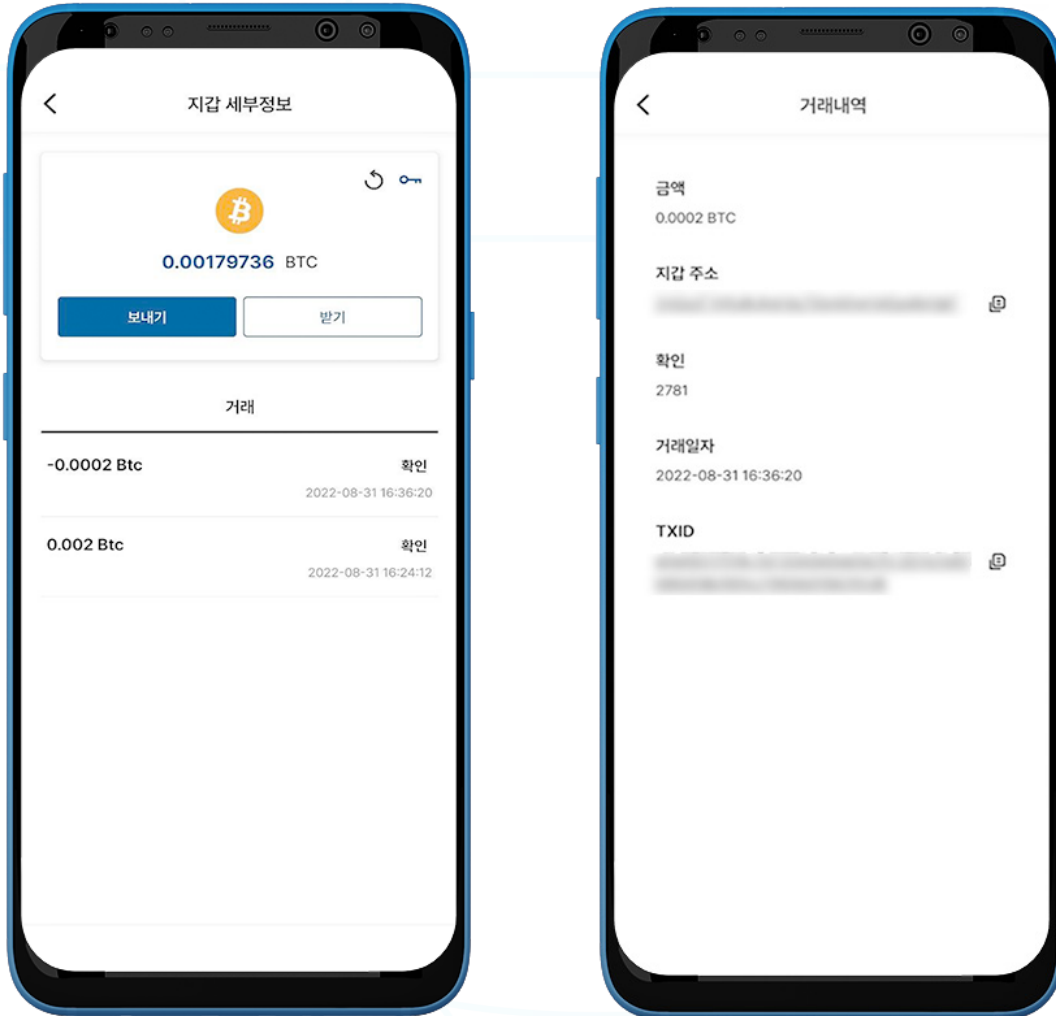 지갑 세부정보
0.00179736 BTC
보내기
받기
거래
-0.0002 Btc
확인
2022-08-31 16:36:20
0.002 Btc
확인
2022-08-31 16:24:12
거래내역
금액
0.0002 BTC
지갑 주소
확인
2781
거래일자
2022-08-31 16:36:20
TXID